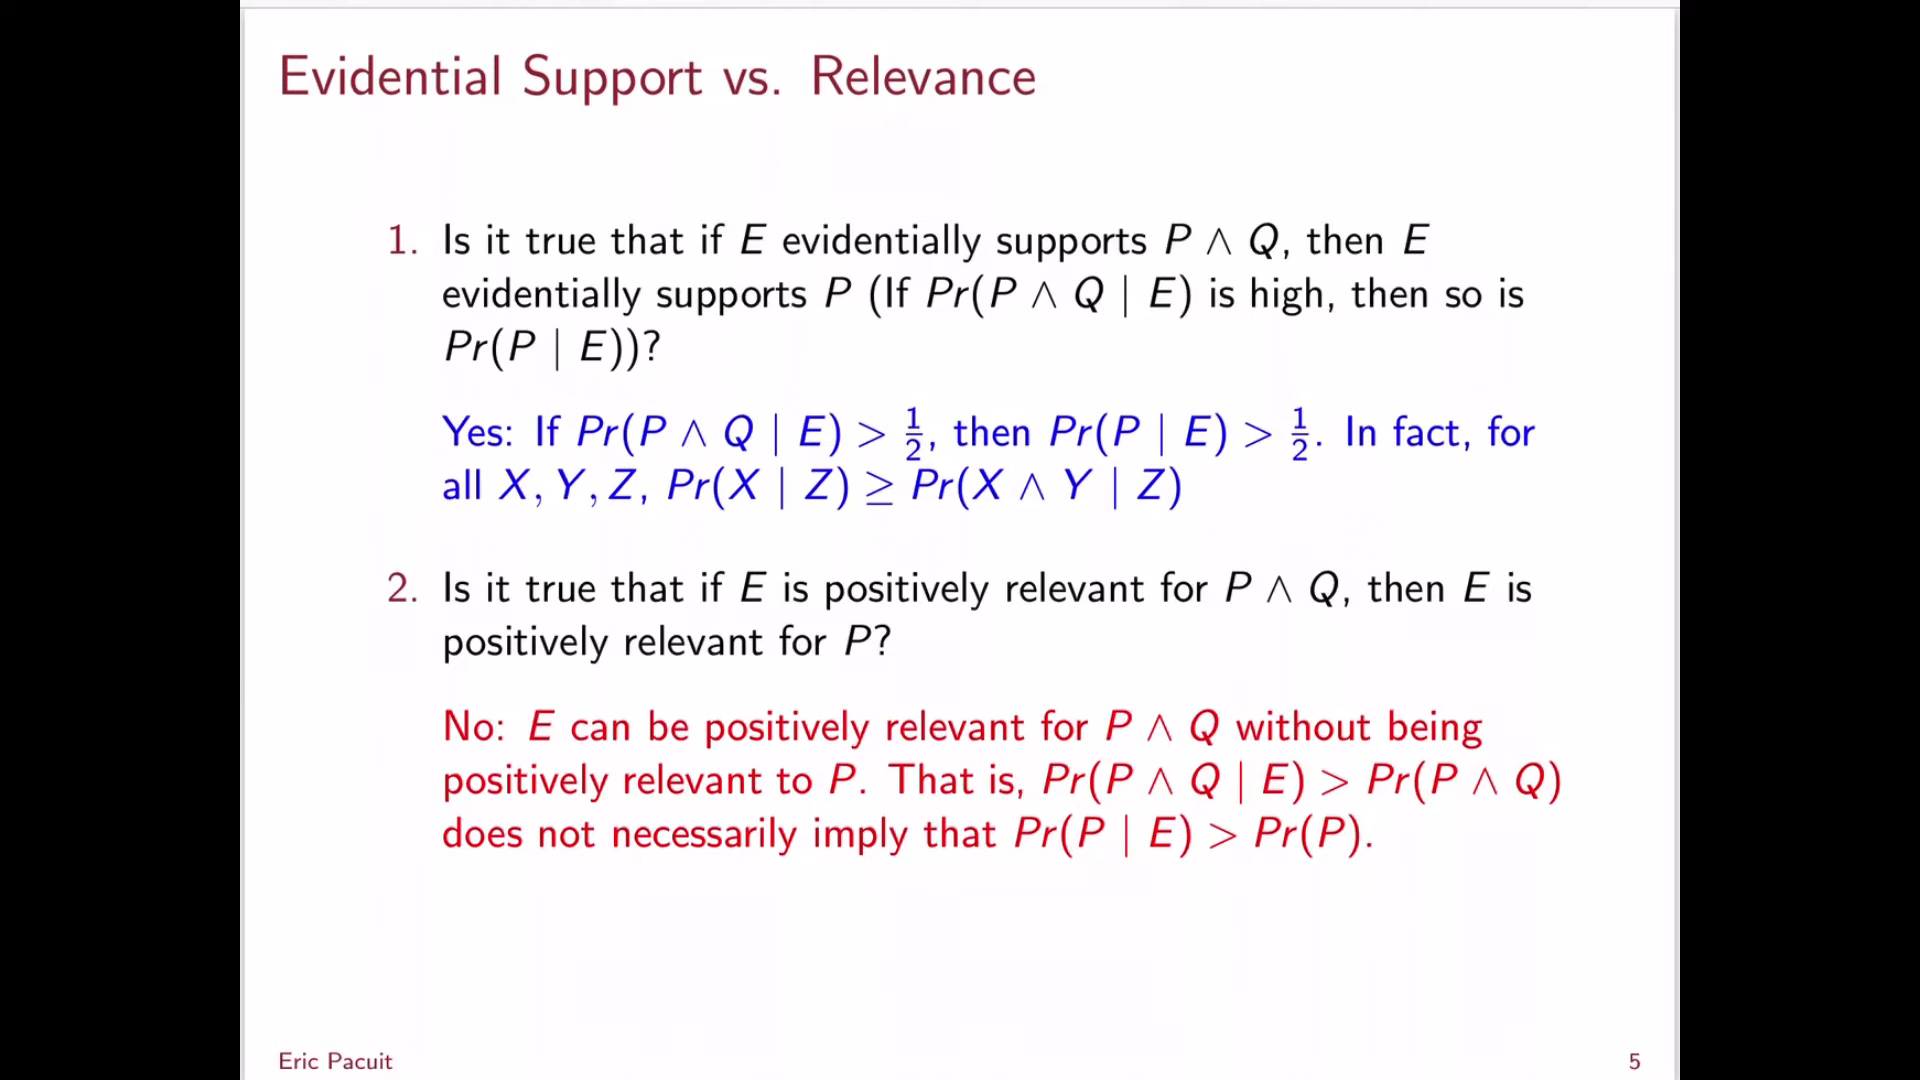 Evidential Support vs. Relevance
1. Is it true that if E evidentially supports P ∧ Q, then E
evidentially supports P (If Pr(P ∧ Q | E) is high, then so is
Pr(P | E))?
Yes: If Pr(P ∧ Q | E) > 1/2, then Pr(P | E) > 1/2. In fact, for
all X, Y, Z, Pr(X | Z) ≥ Pr(X ∧ Y | Z)
2. Is it true that if E is positively relevant for P ∧ Q, then E is
positively relevant for P?
No: E can be positively relevant for P ∧ Q without being
positively relevant to P. That is, Pr(P ∧ Q | E) > Pr(P ∧ Q)
does not necessarily imply that Pr(P | E) > Pr(P).
Eric Pacuit
5